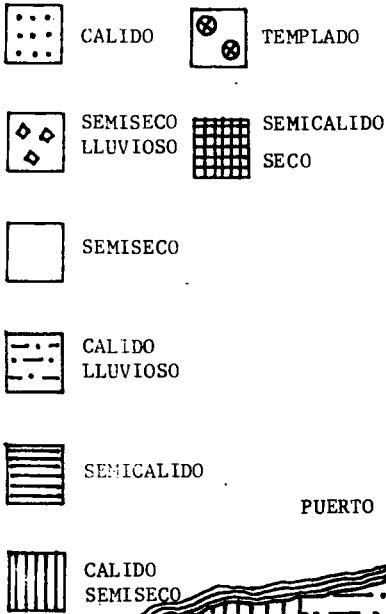 CALIDO
TEMPLADO
SEMISECO
LLUVIOSO
SEMICALIDO
SECO
SEMISECO
CALIDO
LLUVIOSO
SEMICALIDO
PUERTO
CALIDO
SEMISECO